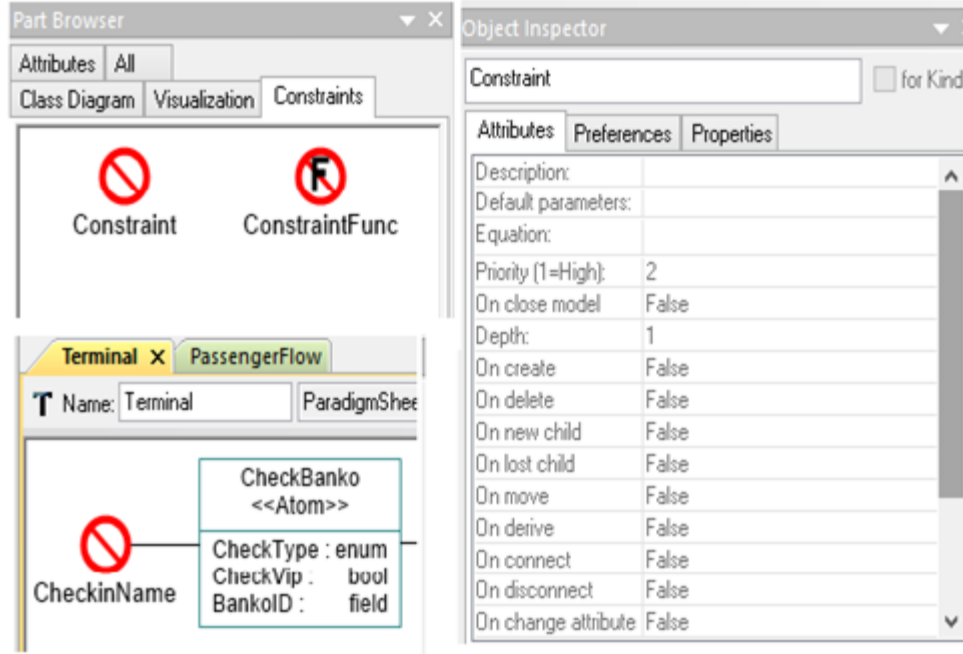 Part Browser
Attributes All
Class Diagram Visualization Constraints
Constraint ConstraintFunc
Terminal X PassengerFlow
T Name: Terminal ParadigmShee
CheckBanko
<<Atom>>
CheckType : enum
CheckVip : bool
BankoID : field
CheckinName
Object Inspector
Constraint for Kind
Attributes Preferences Properties
Description:
Default parameters:
Equation:
Priority (1=High): 2
On close model False
Depth: 1
On create False
On delete False
On new child False
On lost child False
On move False
On derive False
On connect False
On disconnect False
On change attribute False